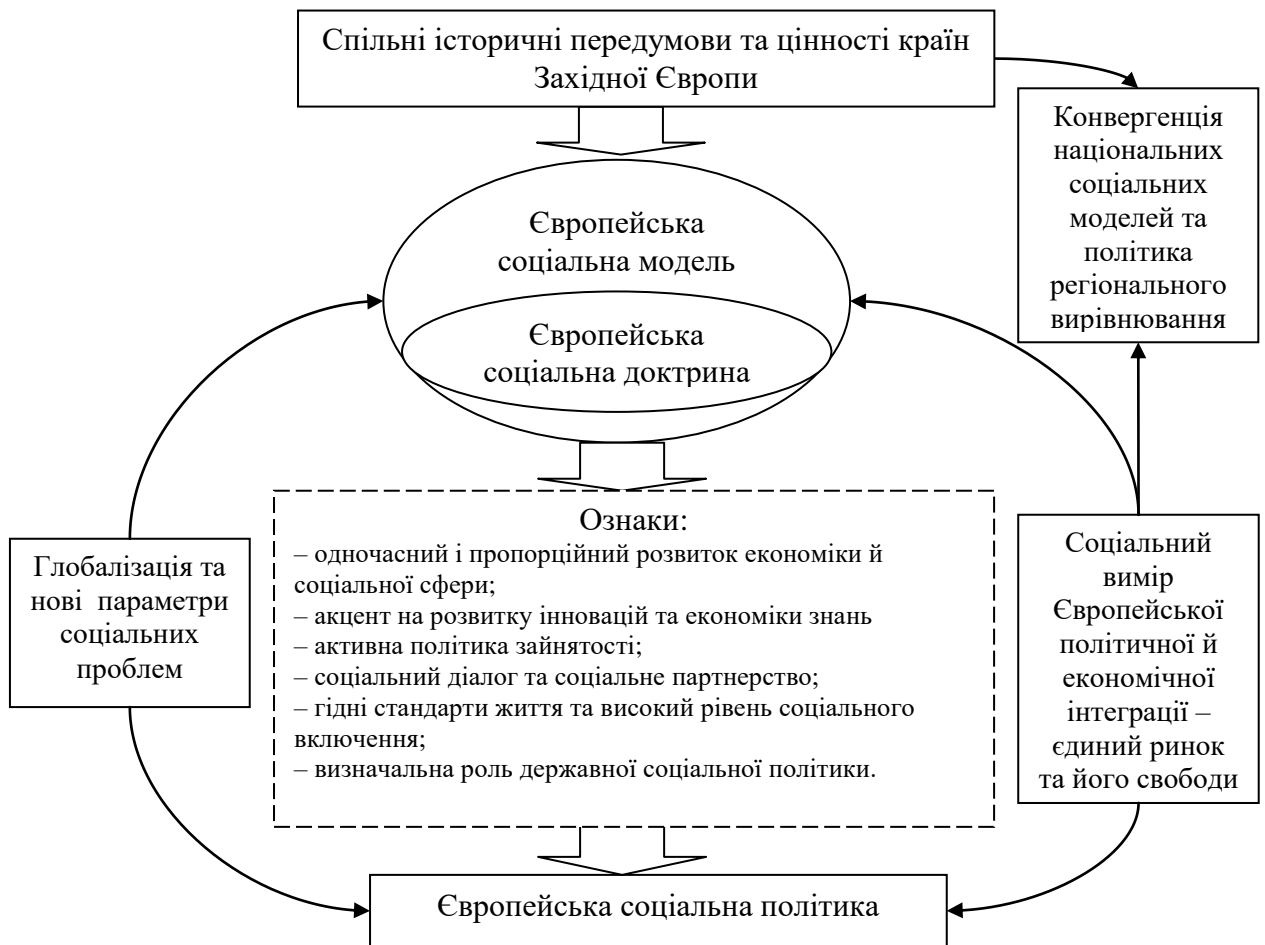 Спільні історичні передумови та цінності країн
Західної Європи
Конвергенція
національних
соціальних
моделей та
політика
регіонального
вирівнювання
Європейська
соціальна модель
Європейська
соціальна доктрина
Ознаки:
– одночасний і пропорційний розвиток економіки й
соціальної сфери;
– акцент на розвитку інновацій та економіки знань
– активна політика зайнятості;
– соціальний діалог та соціальне партнерство;
– гідні стандарти життя та високий рівень соціального
включення;
– визначальна роль державної соціальної політики.
Глобалізація та
нові параметри
соціальних
проблем
Соціальний
вимір
Європейської
політичної й
економічної
інтеграції –
єдиний ринок
та його свободи
Європейська соціальна політика